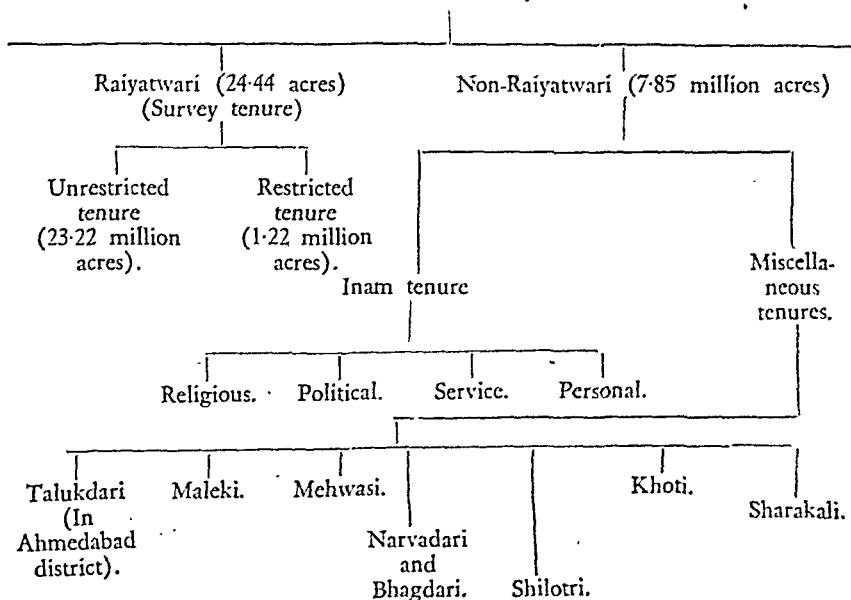 Raiyatwari (24·44 acres)
(Survey tenure)
Non-Raiyatwari (7·85 million acres)
Unrestricted
tenure
(23·22 million
acres).
Restricted
tenure
(1·22 million
acres).
Inam tenure
Miscella-
neous
tenures.
Religious.
Political.
Service.
Personal.
Talukdari
(In
Ahmedabad
district).
Maleki.
Mehwasi.
Narvadari
and
Bhagdari.
Shilotri.
Khoti.
Sharakali.